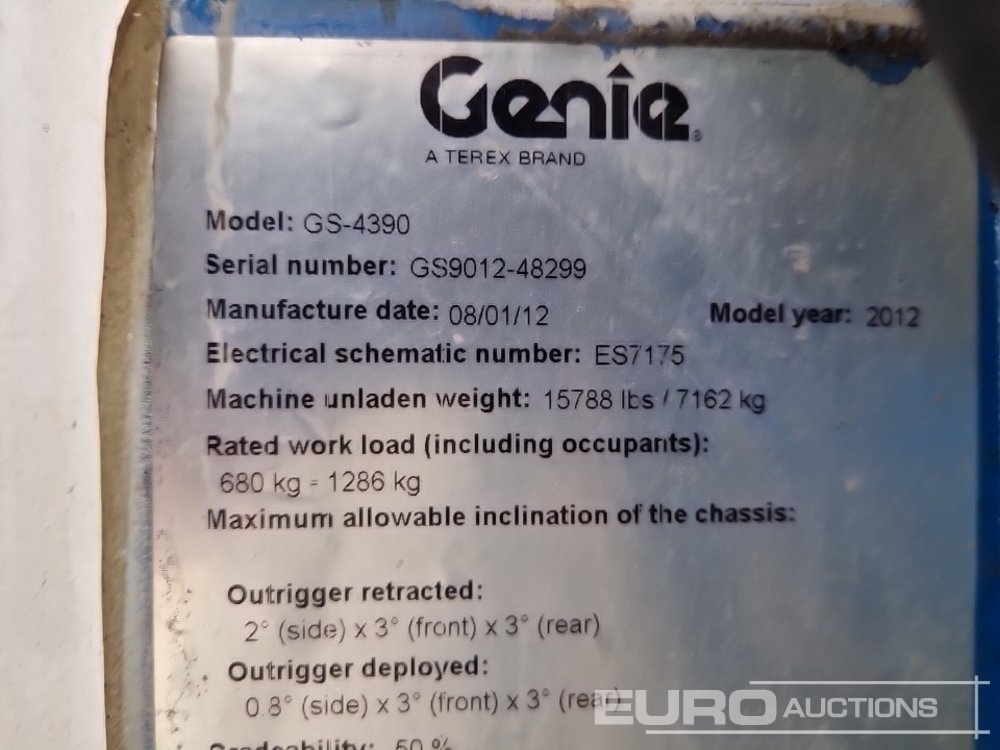 Genie®
A TEREX BRAND
Model: GS-4390
Serial number: GS9012-48299
Manufacture date: 08/01/12 Model year: 2012
Electrical schematic number: ES7175
Machine unladen weight: 15788 lbs / 7162 kg
Rated work load (including occupants):
680 kg - 1286 kg
Maximum allowable inclination of the chassis:
Outrigger retracted:
2° (side) x 3° (front) x 3° (rear)
Outrigger deployed:
0.8° (side) x 3° (front) x 3° (rear)
Gradeability: 50 %
EURO AUCTIONS